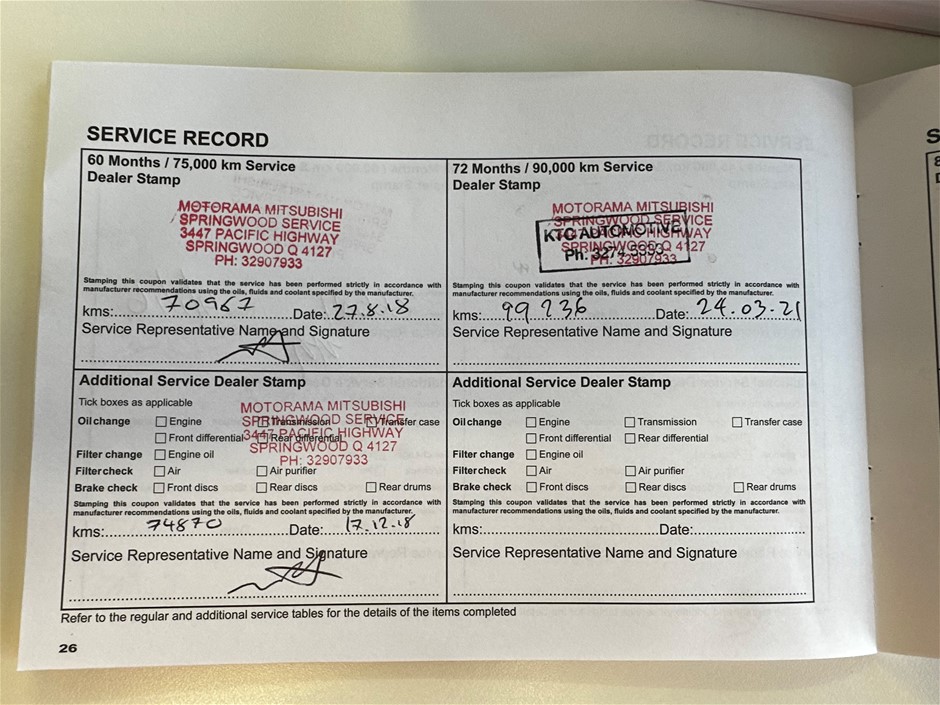 SERVICE RECORD
60 Months / 75,000 km Service
Dealer Stamp
MOTORAMA MITSUBISHI
SPRINGWOOD SERVICE
3447 PACIFIC HIGHWAY
SPRINGWOOD Q 4127
PH: 32907933
Stamping this coupon validates that the service has been performed strictly in accordance with
manufacturer recommendations using the oils, fluids and coolant specified by the manufacturer.
kms: 70967 Date: 27.8.18
Service Representative Name and Signature
72 Months / 90,000 km Service
Dealer Stamp
MOTORAMA MITSUBISHI
SPRINGWOOD SERVICE
KTC AUTOMOTIVE
PACIFIC HIGHWAY
SPRINGWOOD Q 4127
Ph: 3274
PH: 32907933
Stamping this coupon validates that the service has been performed strictly in accordance with
manufacturer recommendations using the oils, fluids and coolant specified by the manufacturer.
kms: 99236 Date: 24.03.21
Service Representative Name and Signature
Additional Service Dealer Stamp
Tick boxes as applicable
MOTORAMA MITSUBISHI
SPRINGWOOD SERVICE
3447 PACIFIC HIGHWAY
SPRINGWOOD Q 4127
PH: 32907933
Oil change Engine Transmission Transfer case
Front differential Rear differential
Filter change Engine oil
Filter check Air Air purifier
Brake check Front discs Rear discs Rear drums
Stamping this coupon validates that the service has been performed strictly in accordance with
manufacturer recommendations using the oils, fluids and coolant specified by the manufacturer.
kms: 74870 Date: 17.12.18
Service Representative Name and Signature
Additional Service Dealer Stamp
Tick boxes as applicable
Oil change Engine Transmission Transfer case
Front differential Rear differential
Filter change Engine oil
Filter check Air Air purifier
Brake check Front discs Rear discs Rear drums
Stamping this coupon validates that the service has been performed strictly in accordance with
manufacturer recommendations using the oils, fluids and coolant specified by the manufacturer.
kms: Date:
Service Representative Name and Signature
Refer to the regular and additional service tables for the details of the items completed
26